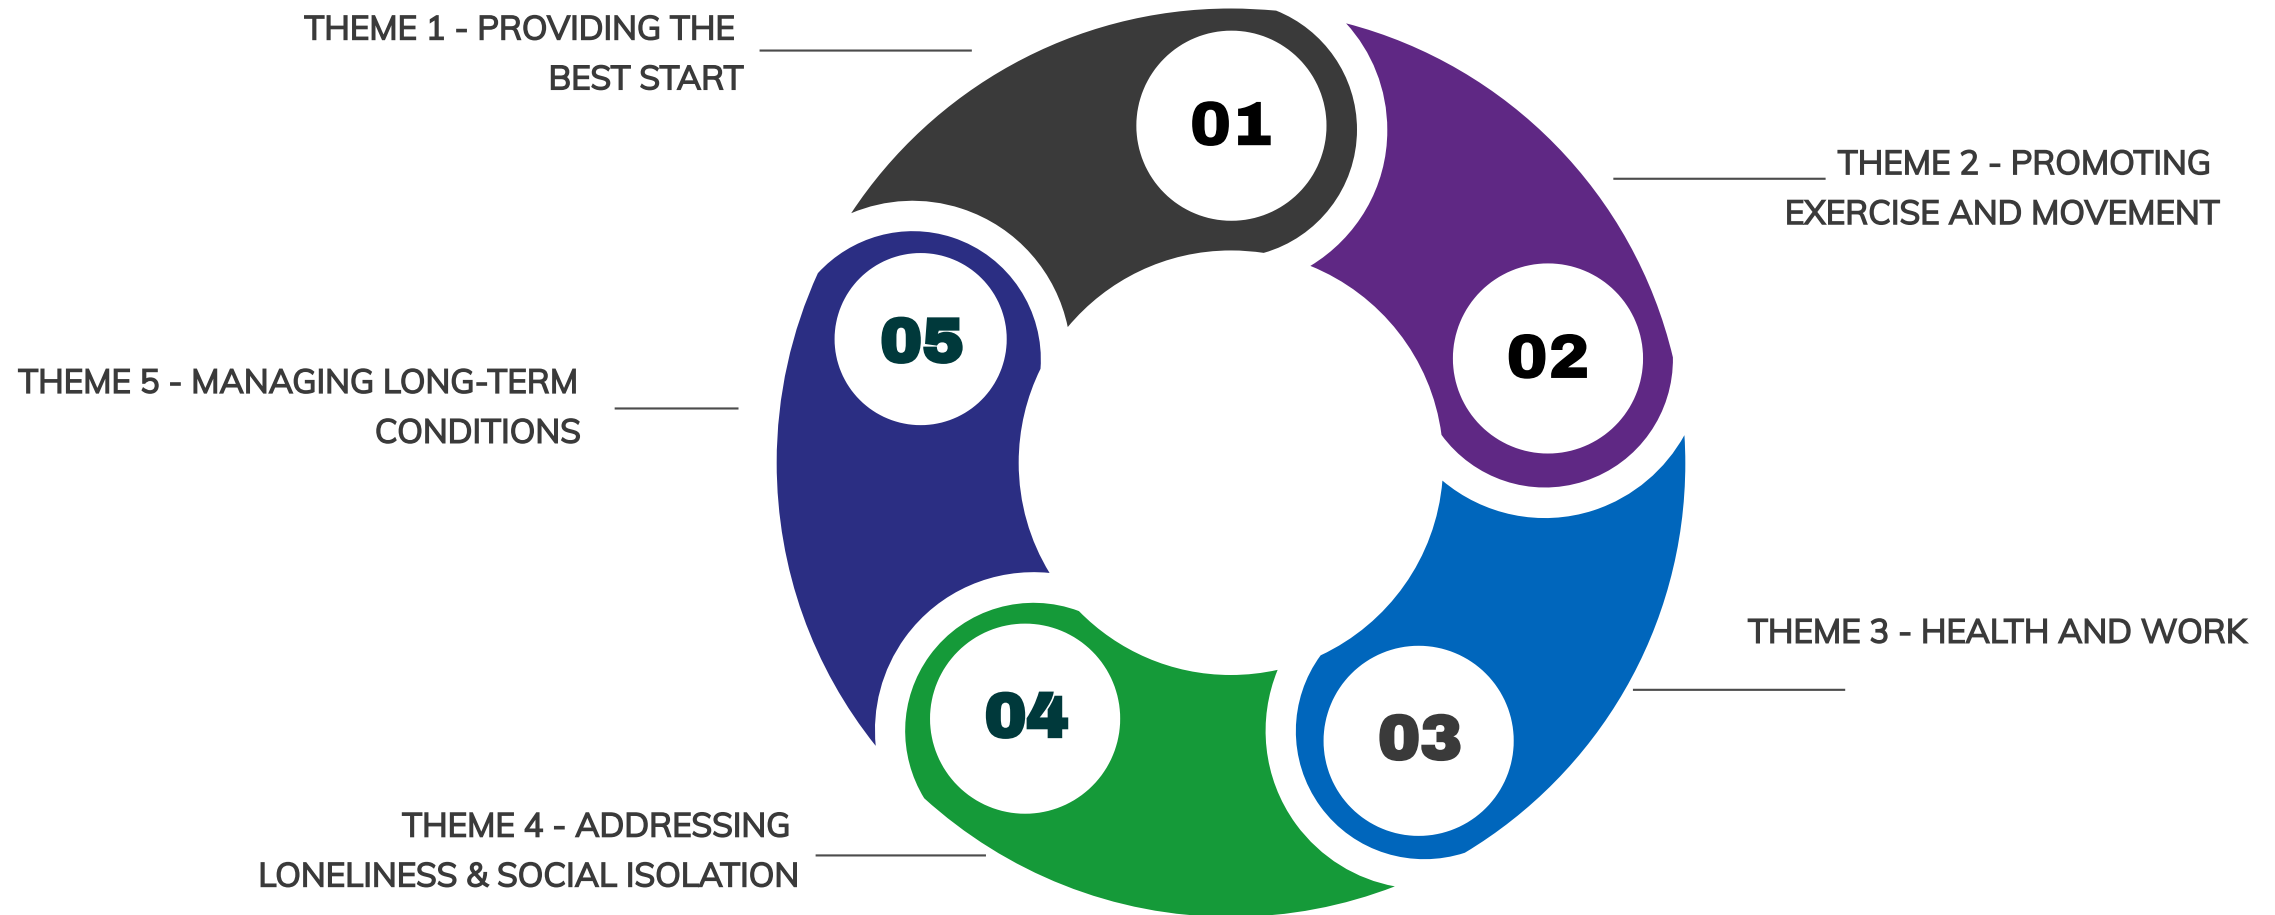 THEME 1 - PROVIDING THE
BEST START
01
THEME 2 - PROMOTING
EXERCISE AND MOVEMENT
02
05
THEME 5 - MANAGING LONG-TERM
CONDITIONS
THEME 3 - HEALTH AND WORK
03
04
THEME 4 - ADDRESSING
LONELINESS & SOCIAL ISOLATION